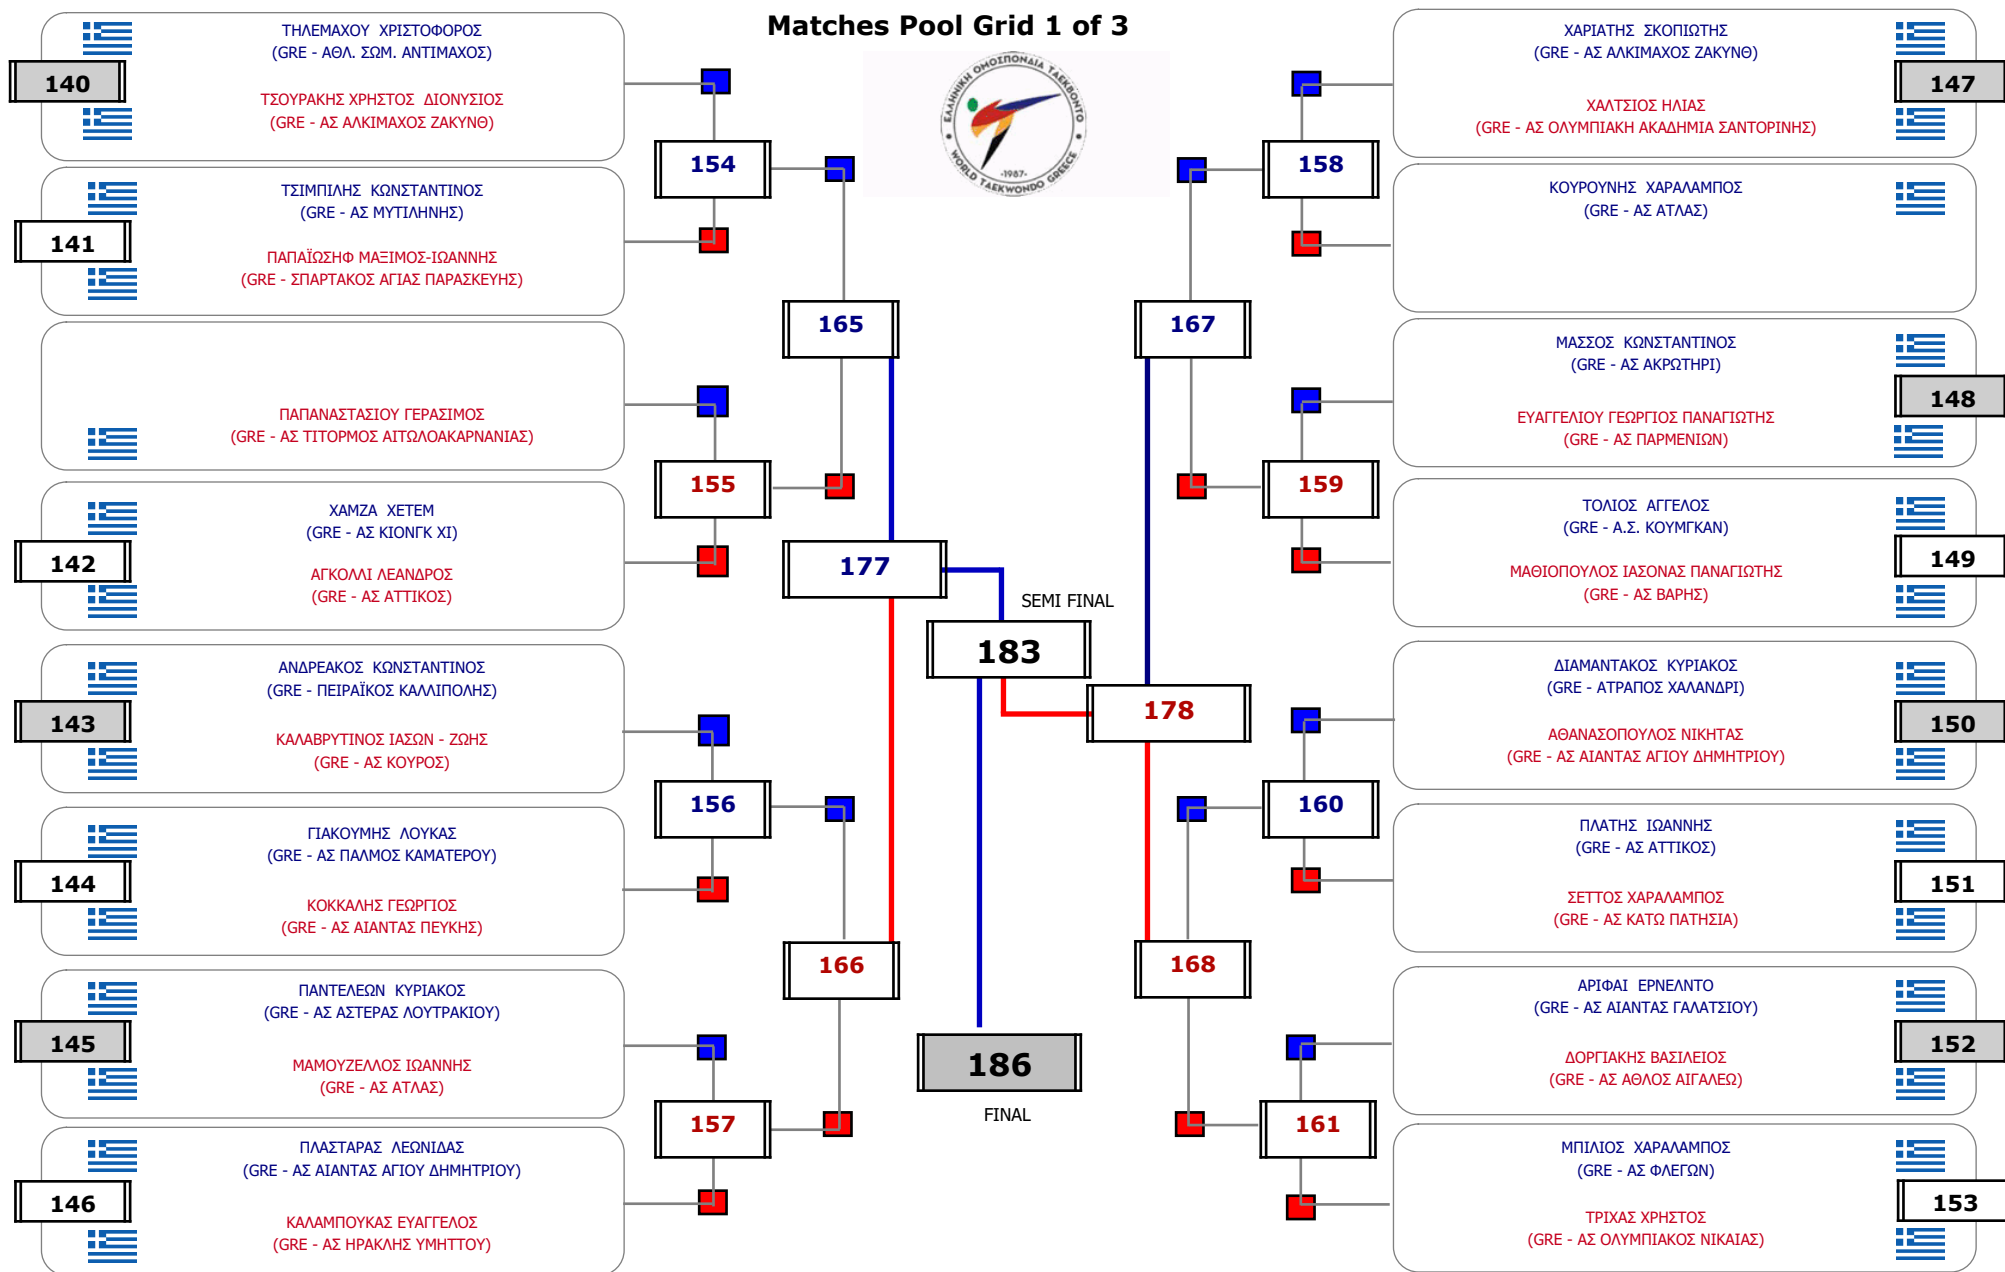 Matches Pool Grid 1 of 3
ΕΛΛΗΝΙΚΗ ΟΜΟΣΠΟΝΔΙΑ ΤΑΕΚΒΟΝΤΟ
-1987-
WORLD TAEKWONDO GREECE
140
ΤΗΛΕΜΑΧΟΥ ΧΡΙΣΤΟΦΟΡΟΣ
(GRE - ΑΘΛ. ΣΩΜ. ΑΝΤΙΜΑΧΟΣ)
ΤΣΟΥΡΑΚΗΣ ΧΡΗΣΤΟΣ ΔΙΟΝΥΣΙΟΣ
(GRE - ΑΣ ΑΛΚΙΜΑΧΟΣ ΖΑΚΥΝΘ)
141
ΤΣΙΜΠΙΛΗΣ ΚΩΝΣΤΑΝΤΙΝΟΣ
(GRE - ΑΣ ΜΥΤΙΛΗΝΗΣ)
ΠΑΠΑΪΩΣΗΦ ΜΑΞΙΜΟΣ-ΙΩΑΝΝΗΣ
(GRE - ΣΠΑΡΤΑΚΟΣ ΑΓΙΑΣ ΠΑΡΑΣΚΕΥΗΣ)
ΠΑΠΑΝΑΣΤΑΣΙΟΥ ΓΕΡΑΣΙΜΟΣ
(GRE - ΑΣ ΤΙΤΟΡΜΟΣ ΑΙΤΩΛΟΑΚΑΡΝΑΝΙΑΣ)
142
ΧΑΜΖΑ ΧΕΤΕΜ
(GRE - ΑΣ ΚΙΟΝΓΚ ΧΙ)
ΑΓΚΟΛΛΙ ΛΕΑΝΔΡΟΣ
(GRE - ΑΣ ΑΤΤΙΚΟΣ)
143
ΑΝΔΡΕΑΚΟΣ ΚΩΝΣΤΑΝΤΙΝΟΣ
(GRE - ΠΕΙΡΑΪΚΟΣ ΚΑΛΛΙΠΟΛΗΣ)
ΚΑΛΑΒΡΥΤΙΝΟΣ ΙΑΣΩΝ - ΖΩΗΣ
(GRE - ΑΣ ΚΟΥΡΟΣ)
144
ΓΙΑΚΟΥΜΗΣ ΛΟΥΚΑΣ
(GRE - ΑΣ ΠΑΛΜΟΣ ΚΑΜΑΤΕΡΟΥ)
ΚΟΚΚΑΛΗΣ ΓΕΩΡΓΙΟΣ
(GRE - ΑΣ ΑΙΑΝΤΑΣ ΠΕΥΚΗΣ)
145
ΠΑΝΤΕΛΕΩΝ ΚΥΡΙΑΚΟΣ
(GRE - ΑΣ ΑΣΤΕΡΑΣ ΛΟΥΤΡΑΚΙΟΥ)
ΜΑΜΟΥΖΕΛΛΟΣ ΙΩΑΝΝΗΣ
(GRE - ΑΣ ΑΤΛΑΣ)
146
ΠΛΑΣΤΑΡΑΣ ΛΕΩΝΙΔΑΣ
(GRE - ΑΣ ΑΙΑΝΤΑΣ ΑΓΙΟΥ ΔΗΜΗΤΡΙΟΥ)
ΚΑΛΑΜΠΟΥΚΑΣ ΕΥΑΓΓΕΛΟΣ
(GRE - ΑΣ ΗΡΑΚΛΗΣ ΥΜΗΤΤΟΥ)
154
155
156
157
165
166
177
SEMI FINAL
183
186
FINAL
178
167
168
158
159
160
161
ΧΑΡΙΑΤΗΣ ΣΚΟΠΙΩΤΗΣ
(GRE - ΑΣ ΑΛΚΙΜΑΧΟΣ ΖΑΚΥΝΘ)
147
ΧΑΛΤΣΙΟΣ ΗΛΙΑΣ
(GRE - ΑΣ ΟΛΥΜΠΙΑΚΗ ΑΚΑΔΗΜΙΑ ΣΑΝΤΟΡΙΝΗΣ)
ΚΟΥΡΟΥΝΗΣ ΧΑΡΑΛΑΜΠΟΣ
(GRE - ΑΣ ΑΤΛΑΣ)
ΜΑΣΣΟΣ ΚΩΝΣΤΑΝΤΙΝΟΣ
(GRE - ΑΣ ΑΚΡΩΤΗΡΙ)
148
ΕΥΑΓΓΕΛΙΟΥ ΓΕΩΡΓΙΟΣ ΠΑΝΑΓΙΩΤΗΣ
(GRE - ΑΣ ΠΑΡΜΕΝΙΩΝ)
ΤΟΛΙΟΣ ΑΓΓΕΛΟΣ
(GRE - Α.Σ. ΚΟΥΜΓΚΑΝ)
149
ΜΑΘΙΟΠΟΥΛΟΣ ΙΑΣΟΝΑΣ ΠΑΝΑΓΙΩΤΗΣ
(GRE - ΑΣ ΒΑΡΗΣ)
ΔΙΑΜΑΝΤΑΚΟΣ ΚΥΡΙΑΚΟΣ
(GRE - ΑΤΡΑΠΟΣ ΧΑΛΑΝΔΡΙ)
150
ΑΘΑΝΑΣΟΠΟΥΛΟΣ ΝΙΚΗΤΑΣ
(GRE - ΑΣ ΑΙΑΝΤΑΣ ΑΓΙΟΥ ΔΗΜΗΤΡΙΟΥ)
ΠΛΑΤΗΣ ΙΩΑΝΝΗΣ
(GRE - ΑΣ ΑΤΤΙΚΟΣ)
151
ΣΕΤΤΟΣ ΧΑΡΑΛΑΜΠΟΣ
(GRE - ΑΣ ΚΑΤΩ ΠΑΤΗΣΙΑ)
ΑΡΙΦΑΙ ΕΡΝΕΛΝΤΟ
(GRE - ΑΣ ΑΙΑΝΤΑΣ ΓΑΛΑΤΣΙΟΥ)
152
ΔΟΡΓΙΑΚΗΣ ΒΑΣΙΛΕΙΟΣ
(GRE - ΑΣ ΑΘΛΟΣ ΑΙΓΑΛΕΩ)
ΜΠΙΛΙΟΣ ΧΑΡΑΛΑΜΠΟΣ
(GRE - ΑΣ ΦΛΕΓΩΝ)
153
ΤΡΙΧΑΣ ΧΡΗΣΤΟΣ
(GRE - ΑΣ ΟΛΥΜΠΙΑΚΟΣ ΝΙΚΑΙΑΣ)